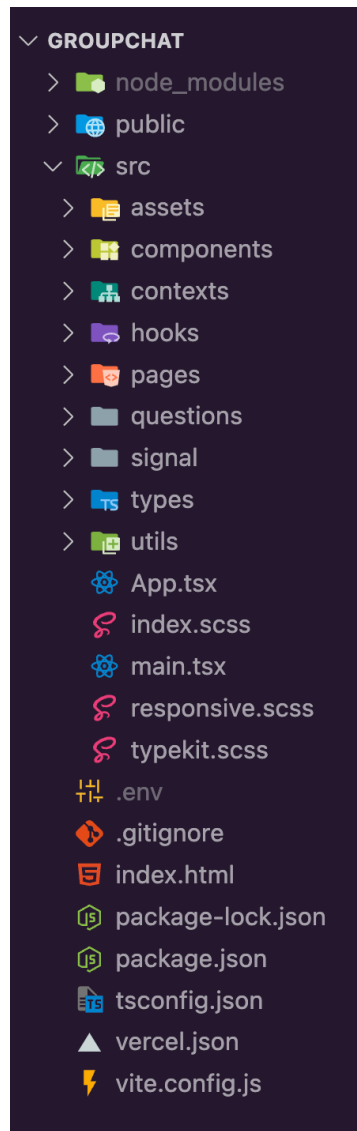 GROUPCHAT
node_modules
public
src
assets
components
contexts
hooks
pages
questions
signal
types
utils
App.tsx
index.scss
main.tsx
responsive.scss
typekit.scss
.env
.gitignore
index.html
package-lock.json
package.json
tsconfig.json
vercel.json
vite.config.js